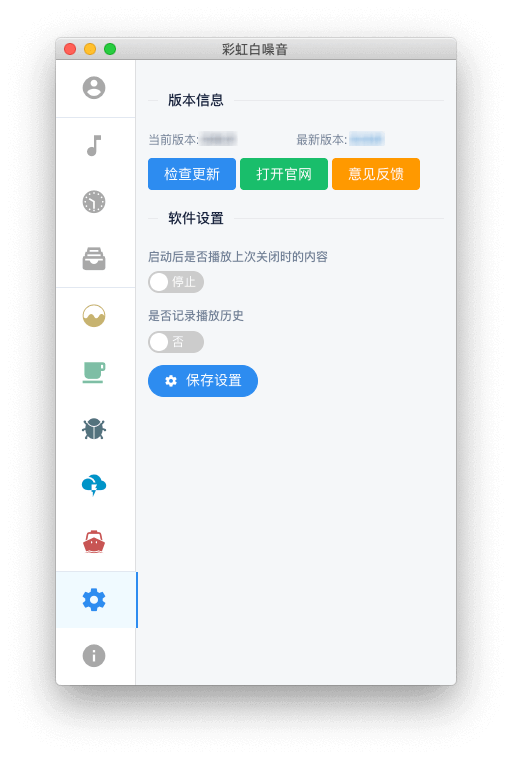 彩虹白噪音
版本信息
当前版本: 最新版本:
检查更新 打开官网 意见反馈
软件设置
启动后是否播放上次关闭时的内容
停止
是否记录播放历史
否
保存设置